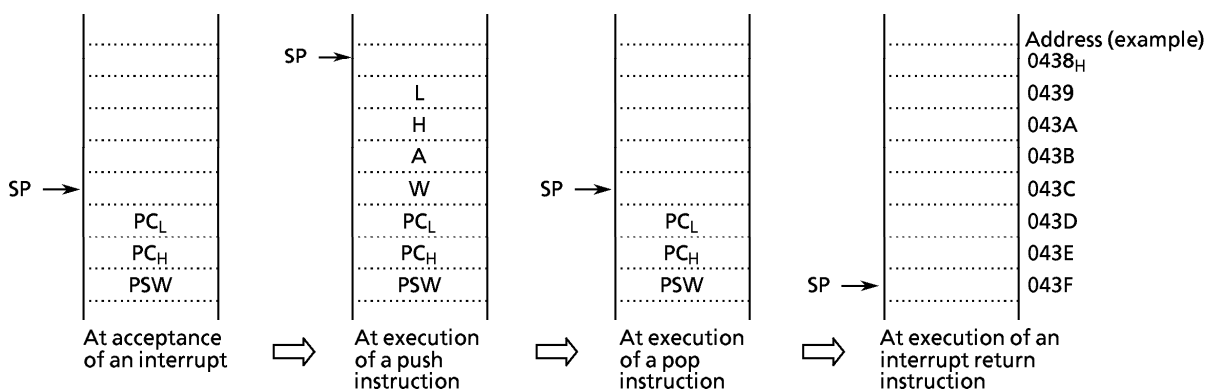 Address (example)
SP
0438H
L
0439
H
043A
A
043B
SP
W
SP
043C
PCL
PCL
PCL
043D
PCH
PCH
PCH
043E
PSW
PSW
PSW
SP
043F
At acceptance
of an interrupt
At execution
of a push
instruction
At execution
of a pop
instruction
At execution of an
interrupt return
instruction